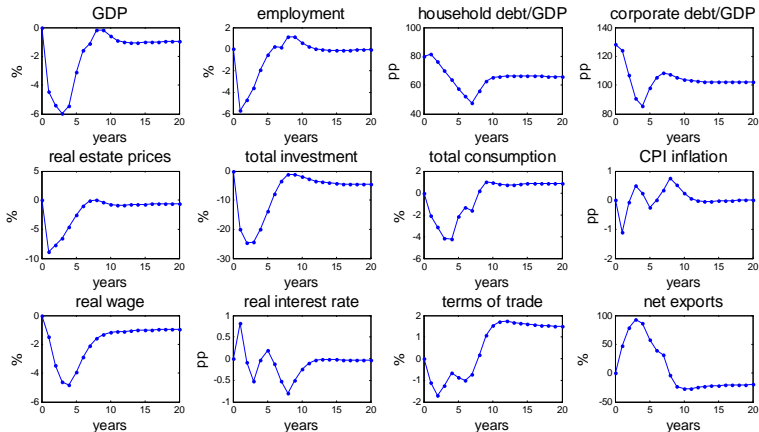 GDP
employment
household debt/GDP
corporate debt/GDP
0
-2
-4
-6
%
0 5 10 15 20
years
2
0
-2
-4
-6
%
0 5 10 15 20
years
100
80
60
40
pp
0 5 10 15 20
years
140
120
100
80
pp
0 5 10 15 20
years
real estate prices
total investment
total consumption
CPI inflation
5
0
-5
-10
%
0 5 10 15 20
years
0
-10
-20
-30
%
0 5 10 15 20
years
2
0
-2
-4
-6
%
0 5 10 15 20
years
1
0
-1
-2
pp
0 5 10 15 20
years
real wage
real interest rate
terms of trade
net exports
0
-2
-4
-6
%
0 5 10 15 20
years
1
0.5
0
-0.5
-1
pp
0 5 10 15 20
years
2
1
0
-1
-2
%
0 5 10 15 20
years
100
50
0
-50
%
0 5 10 15 20
years